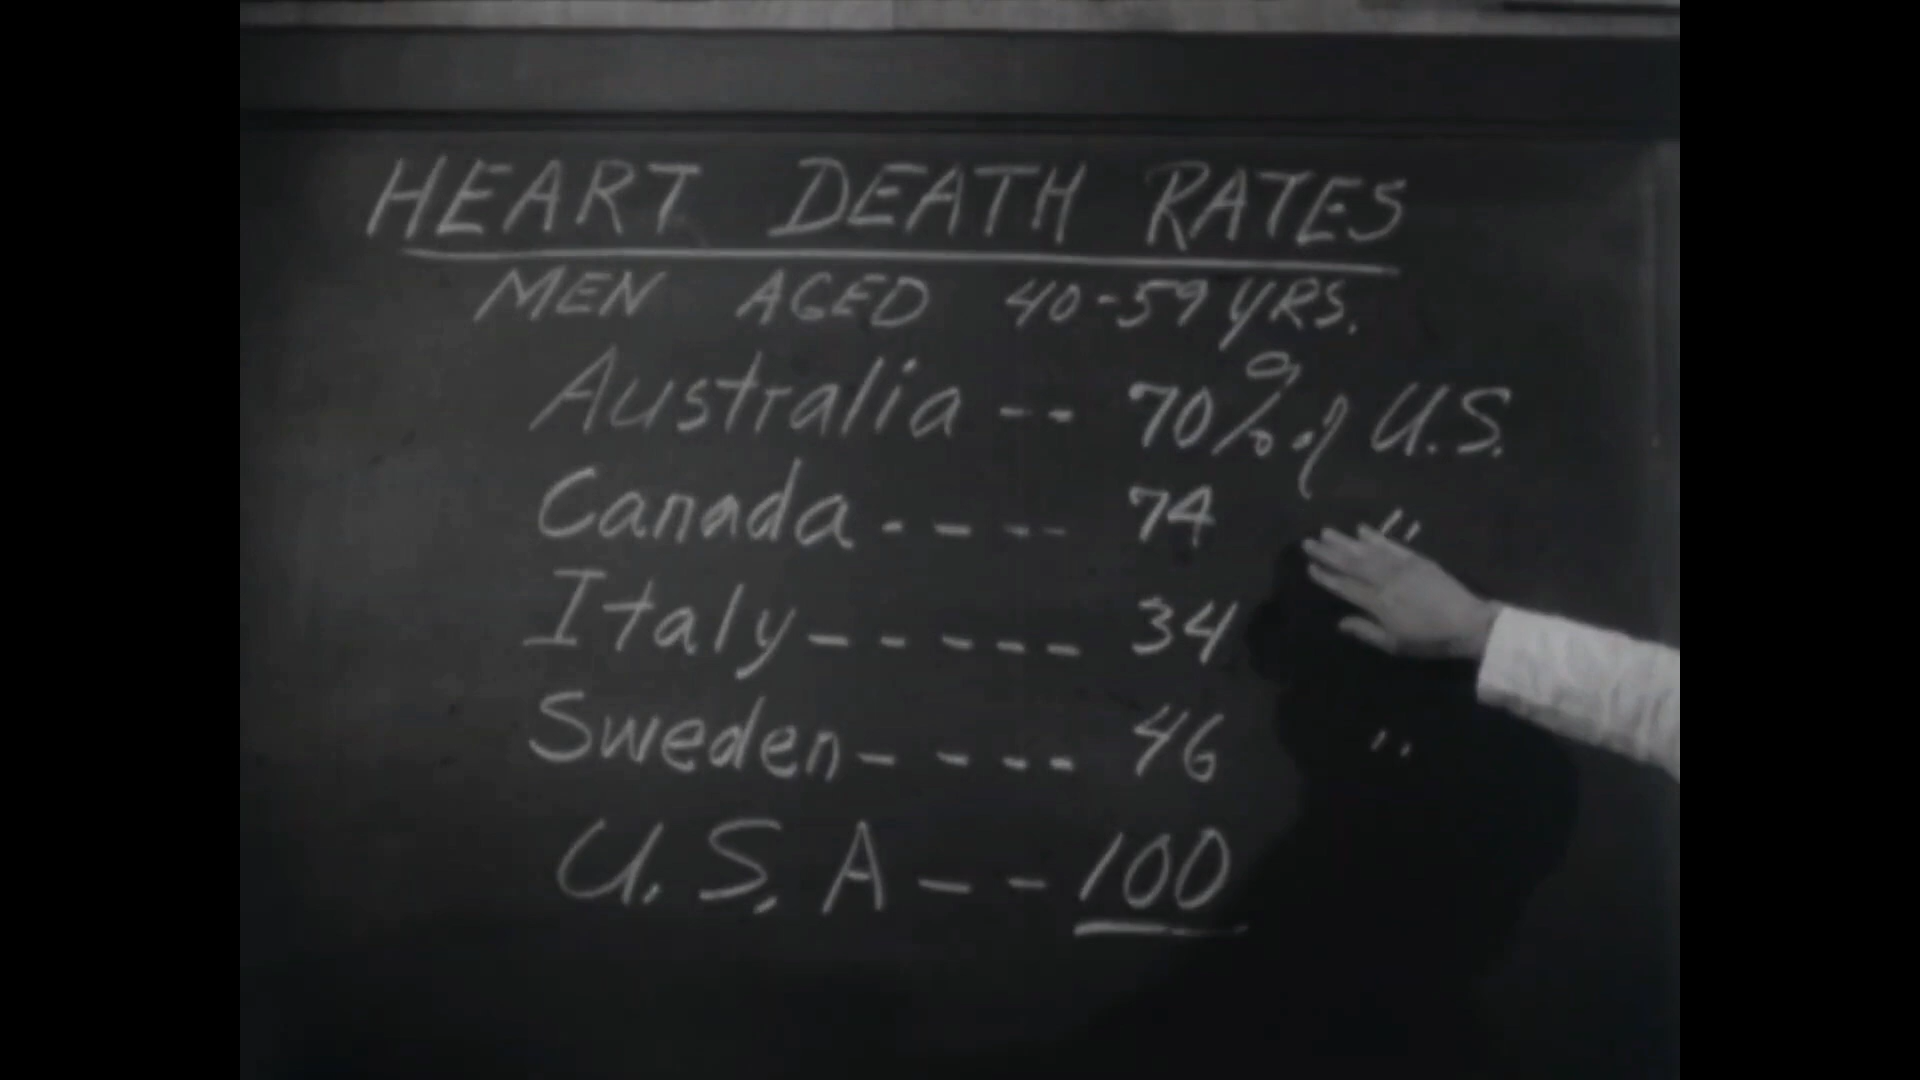 HEART DEATH RATES
MEN AGED 40-59 YRS.
Australia -- 70% of U.S.
Canada ---- 74 "
Italy ----- 34
Sweden ---- 46 "
U.S.A -- 100